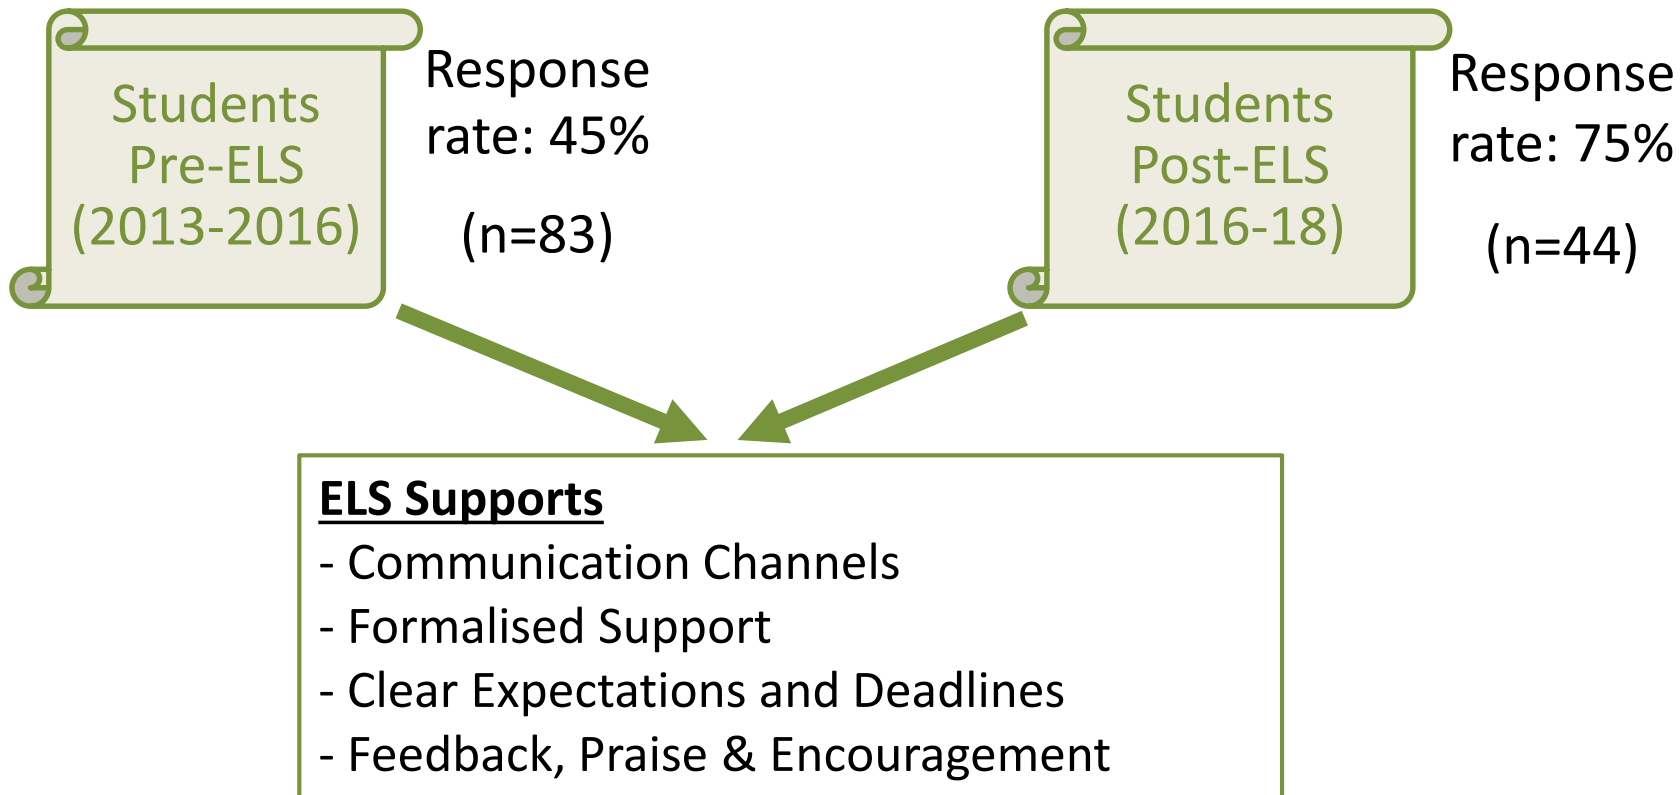 Students
Pre-ELS
(2013-2016)
Response
rate: 45%
(n=83)
Students
Post-ELS
(2016-18)
Response
rate: 75%
(n=44)
ELS Supports
- Communication Channels
- Formalised Support
- Clear Expectations and Deadlines
- Feedback, Praise & Encouragement